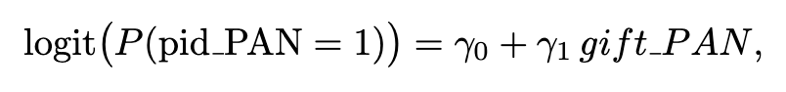 logit(P(pid_PAN = 1)) = γ₀ + γ₁ gift_PAN,